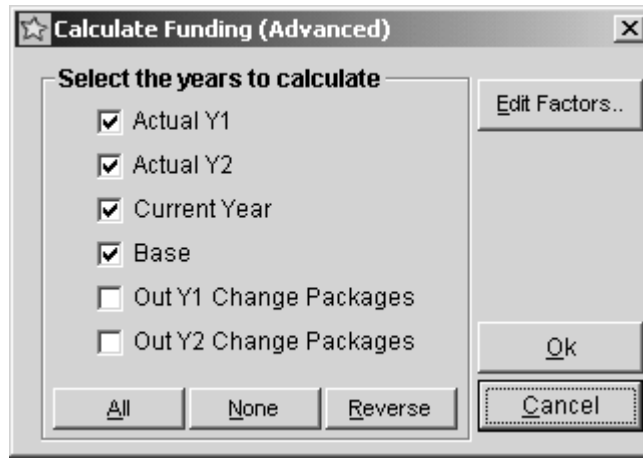 Calculate Funding (Advanced)
Select the years to calculate
Edit Factors..
Actual Y1
Actual Y2
Current Year
Base
Out Y1 Change Packages
Out Y2 Change Packages
Ok
All None Reverse
Cancel